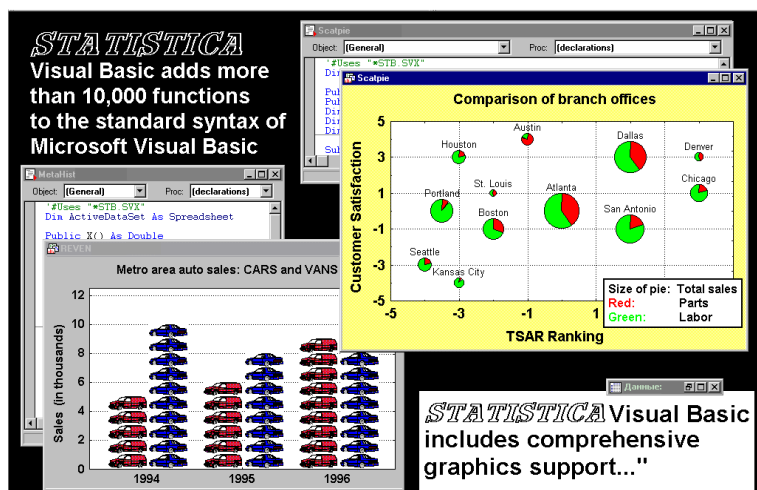 STATISTICA
Visual Basic adds more
than 10,000 functions
to the standard syntax of
Microsoft Visual Basic
Scatpie
Object: (General) Proc: (declarations)
'#Uses "*STB.SVX"
Scatpie
Comparison of branch offices
Customer Satisfaction
5
3
1
-1
-3
-5
Austin
Houston
Dallas
Denver
Chicago
St. Louis
Portland
Atlanta
Boston
San Antonio
Seattle
Kansas City
Size of pie: Total sales
Red: Parts
Green: Labor
-5 -3 -1 1
TSAR Ranking
MetaHist
Object: (General) Proc: (declarations)
'#Uses "*STB.SVX"
Dim ActiveDataSet As Spreadsheet
Public X() As Double
REVEN
Metro area auto sales: CARS and VANS
Sales (in thousands)
12
10
8
6
4
2
0
1994 1995 1996
Данные:
STATISTICA Visual Basic
includes comprehensive
graphics support..."